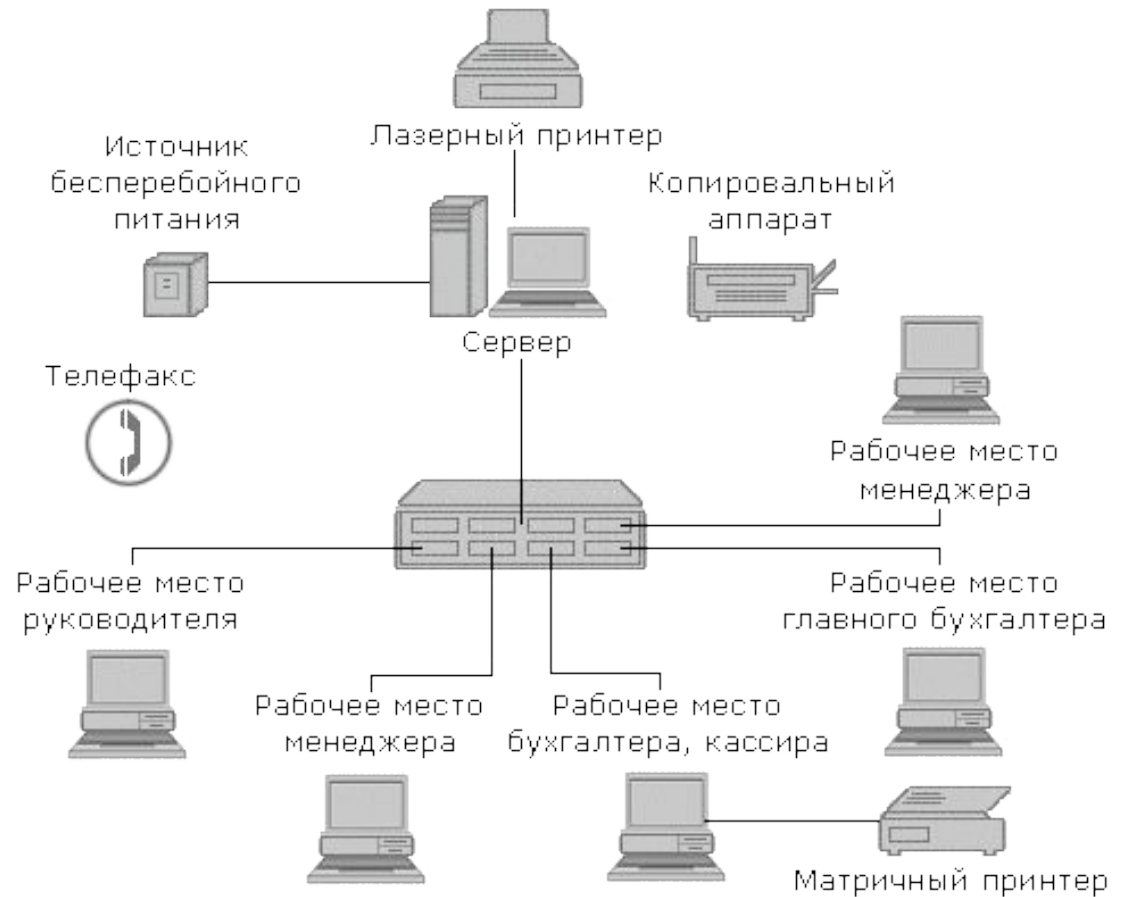 Лазерный принтер
Источник
бесперебойного
питания
Копировальный
аппарат
Сервер
Телефакс
Рабочее место
менеджера
Рабочее место
руководителя
Рабочее место
главного бухгалтера
Рабочее место
менеджера
Рабочее место
бухгалтера, кассира
Матричный принтер